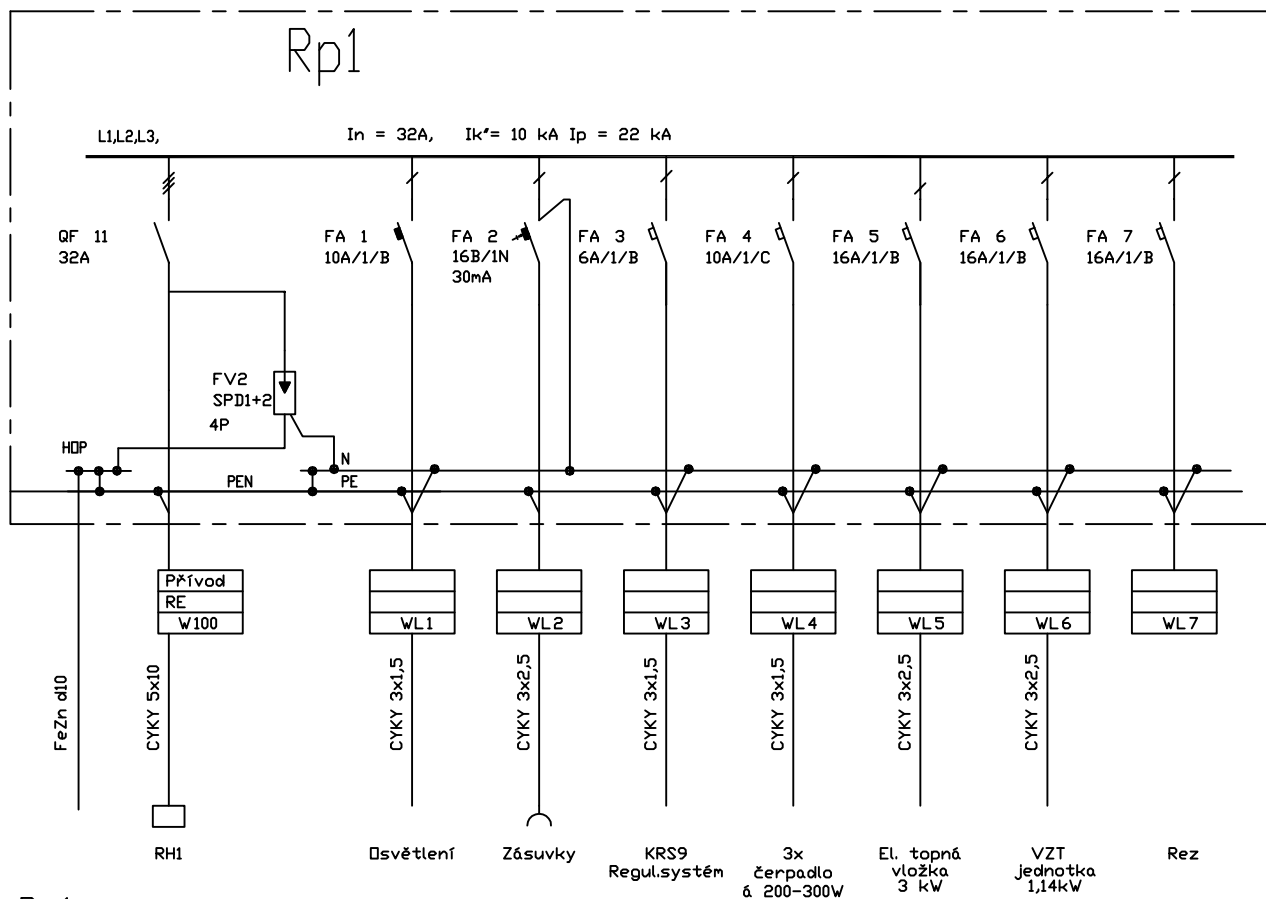 Rp1
L1,L2,L3,
In = 32A, Ik"= 10 kA Ip = 22 kA
QF 11
32A
FA 1
10A/1/B
FA 2
16B/1N
30mA
FA 3
6A/1/B
FA 4
10A/1/C
FA 5
16A/1/B
FA 6
16A/1/B
FA 7
16A/1/B
FV2
SPD1+2
4P
HOP
N
PEN
PE
Přívod
RE
W100
WL1
WL2
WL3
WL4
WL5
WL6
WL7
FeZn d10
CYKY 5x10
CYKY 3x1,5
CYKY 3x2,5
CYKY 3x1,5
CYKY 3x1,5
CYKY 3x2,5
CYKY 3x2,5
RH1
Osvětlení
Zásuvky
KRS9
Regul.systém
3x
čerpadlo
á 200-300W
El. topná
vložka
3 kW
VZT
jednotka
1,14kW
Rez